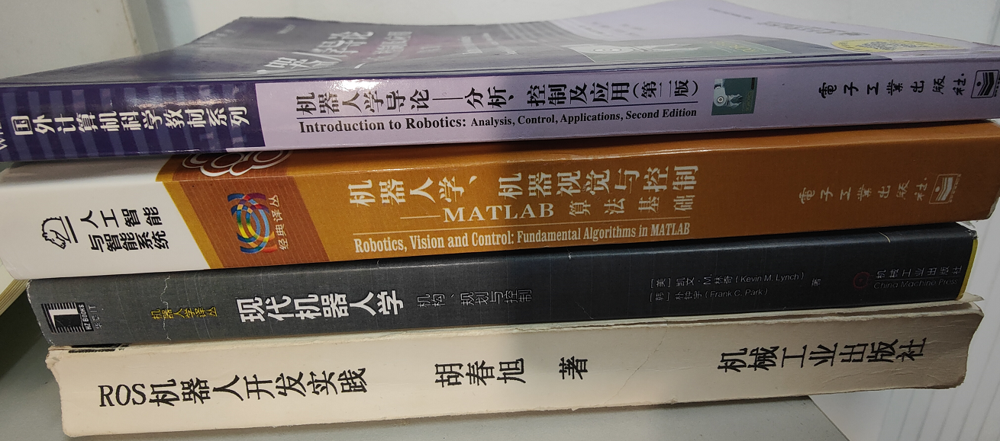 国外计算机科学教材系列
机器人学导论——分析、控制及应用(第二版)
Introduction to Robotics: Analysis, Control, Applications, Second Edition
電子工業出版社·
人工智能
与智能系统
经典译丛
机器人学、机器视觉与控制
——MATLAB 算法基础
Robotics, Vision and Control: Fundamental Algorithms in MATLAB
電子工業出版社·
HZ BOOKS
华章IT
机器人学译丛
现代机器人学
机构、规划与控制
[美] 凯文·M.林奇(Kevin M. Lynch)
[韩] 朴钟宇(Frank C. Park)
著
机械工业出版社
China Machine Press
ROS机器人开发实践
胡春旭 著
机械工业出版社